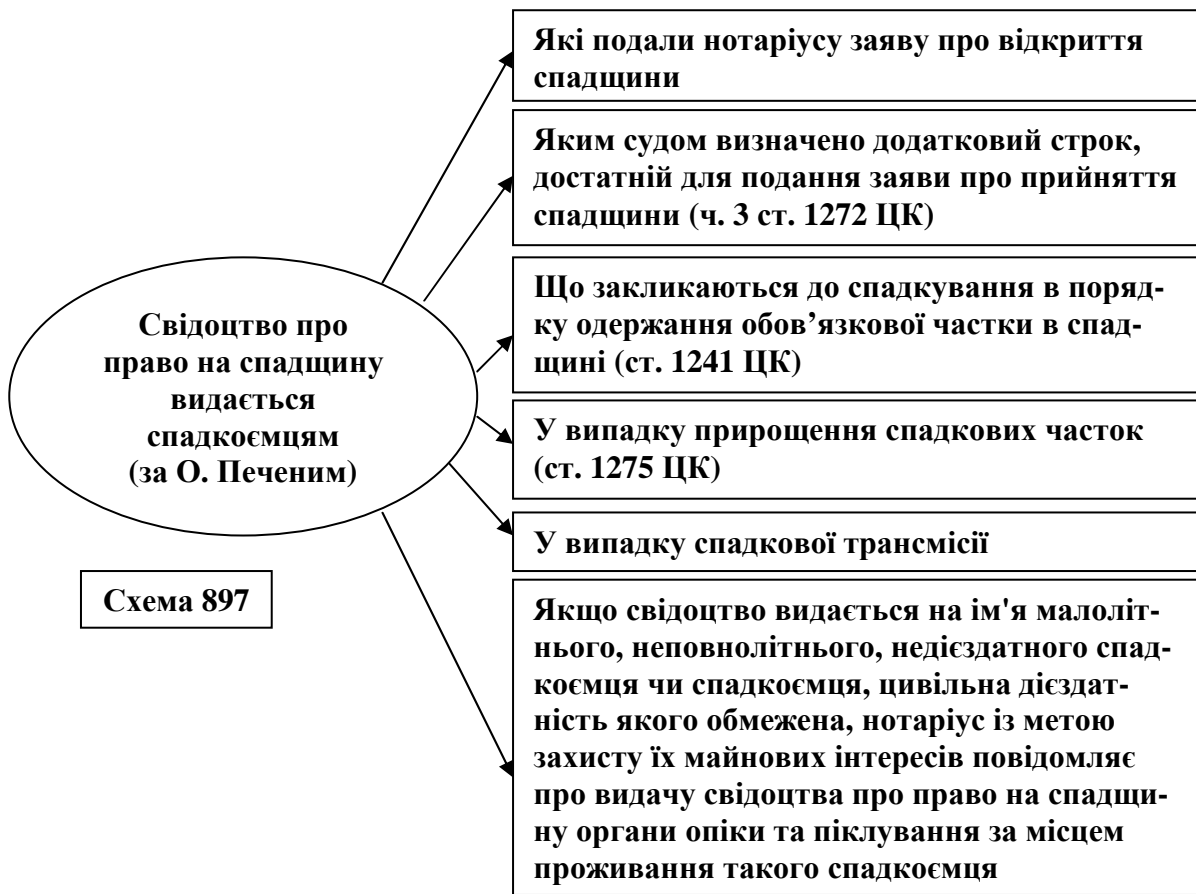 Які подали нотаріусу заяву про відкриття
спадщини
Яким судом визначено додатковий строк,
достатній для подання заяви про прийняття
спадщини (ч. 3 ст. 1272 ЦК)
Що закликаються до спадкування в поряд-
ку одержання обов’язкової частки в спад-
щині (ст. 1241 ЦК)
Свідоцтво про
право на спадщину
видається
спадкоємцям
(за О. Печеним)
У випадку прирощення спадкових часток
(ст. 1275 ЦК)
У випадку спадкової трансмісії
Схема 897
Якщо свідоцтво видається на ім'я малоліт-
нього, неповнолітнього, недієздатного спад-
коємця чи спадкоємця, цивільна дієздат-
ність якого обмежена, нотаріус із метою
захисту їх майнових інтересів повідомляє
про видачу свідоцтва про право на спадщи-
ну органи опіки та піклування за місцем
проживання такого спадкоємця